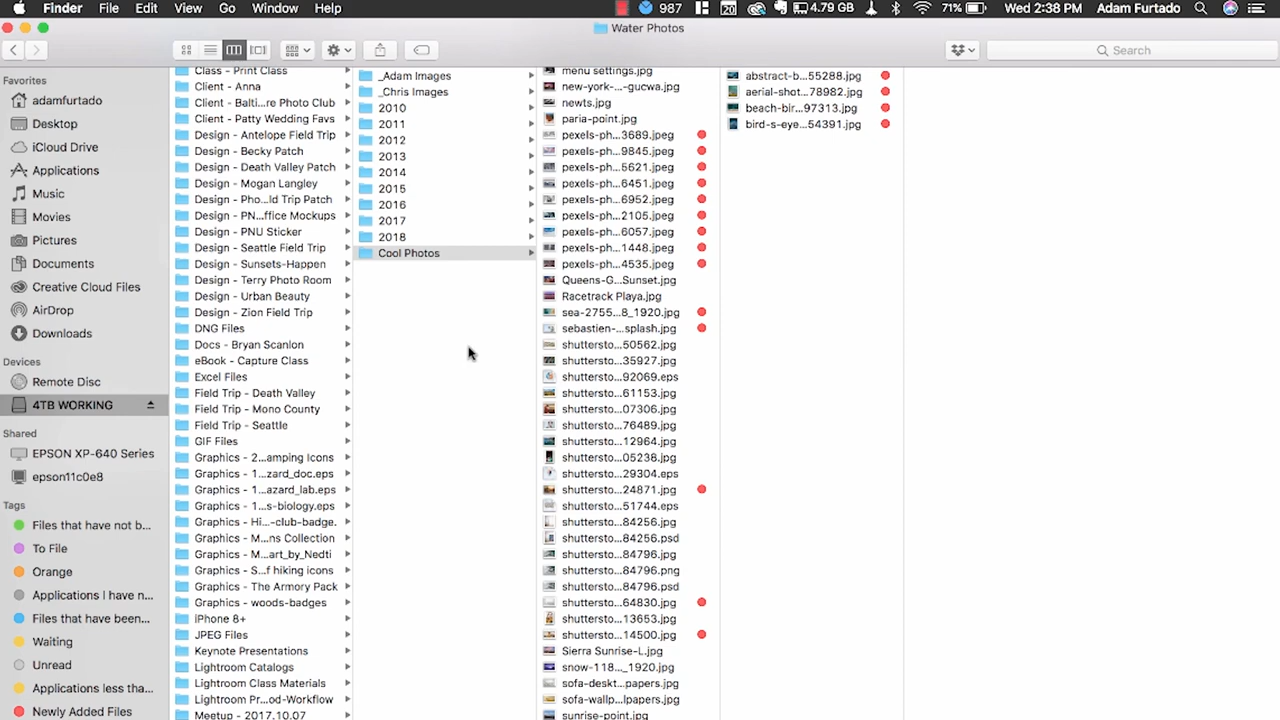 Finder File Edit View Go Window Help 987 20 4.79 GB 71% Wed 2:38 PM Adam Furtado
Water Photos
Search
Favorites
adamfurtado
Desktop
iCloud Drive
Applications
Music
Movies
Pictures
Documents
Creative Cloud Files
AirDrop
Downloads
Devices
Remote Disc
4TB WORKING
Shared
EPSON XP-640 Series
epson11c0e8
Tags
Files that have not b...
To File
Orange
Applications I have n...
Files that have been...
Waiting
Unread
Applications less tha...
Newly Added Files
Class - Print Class
Client - Anna
Client - Balti...re Photo Club
Client - Patty Wedding Favs
Design - Antelope Field Trip
Design - Becky Patch
Design - Death Valley Patch
Design - Mogan Langley
Design - Pho...ld Trip Patch
Design - PN...ffice Mockups
Design - PNU Sticker
Design - Seattle Field Trip
Design - Sunsets-Happen
Design - Terry Photo Room
Design - Urban Beauty
Design - Zion Field Trip
DNG Files
Docs - Bryan Scanlon
eBook - Capture Class
Excel Files
Field Trip - Death Valley
Field Trip - Mono County
Field Trip - Seattle
GIF Files
Graphics - 2...amping Icons
Graphics - 1...zard_doc.eps
Graphics - 1...azard_lab.eps
Graphics - 1...s-biology.eps
Graphics - Hi...-club-badge.
Graphics - M...ns Collection
Graphics - M...art_by_Nedti
Graphics - S...f hiking icons
Graphics - The Armory Pack
Graphics - woods-badges
iPhone 8+
JPEG Files
Keynote Presentations
Lightroom Catalogs
Lightroom Class Materials
Lightroom Pr...od-Workflow
Meetup - 2017.10.07
_Adam Images
_Chris Images
2010
2011
2012
2013
2014
2015
2016
2017
2018
Cool Photos
menu settings.jpg
new-york-...-gucwa.jpg
newts.jpg
paria-point.jpg
pexels-ph...3689.jpeg
pexels-ph...9845.jpeg
pexels-ph...5621.jpeg
pexels-ph...6451.jpeg
pexels-ph...6952.jpeg
pexels-ph...2105.jpeg
pexels-ph...6057.jpeg
pexels-ph...1448.jpeg
pexels-ph...4535.jpeg
Queens-G...Sunset.jpg
Racetrack Playa.jpg
sea-2755...8_1920.jpg
sebastien-...splash.jpg
shuttersto...50562.jpg
shuttersto...35927.jpg
shuttersto...92069.eps
shuttersto...61153.jpg
shuttersto...07306.jpg
shuttersto...76489.jpg
shuttersto...12964.jpg
shuttersto...05238.jpg
shuttersto...29304.eps
shuttersto...24871.jpg
shuttersto...51744.eps
shuttersto...84256.jpg
shuttersto...84256.psd
shuttersto...84796.jpg
shuttersto...84796.png
shuttersto...84796.psd
shuttersto...64830.jpg
shuttersto...13653.jpg
shuttersto...14500.jpg
Sierra Sunrise-L.jpg
snow-118..._1920.jpg
sofa-deskt...papers.jpg
sofa-wallp...lpapers.jpg
sunrise-point.jpg
abstract-b...55288.jpg
aerial-shot...78982.jpg
beach-bir...97313.jpg
bird-s-eye...54391.jpg